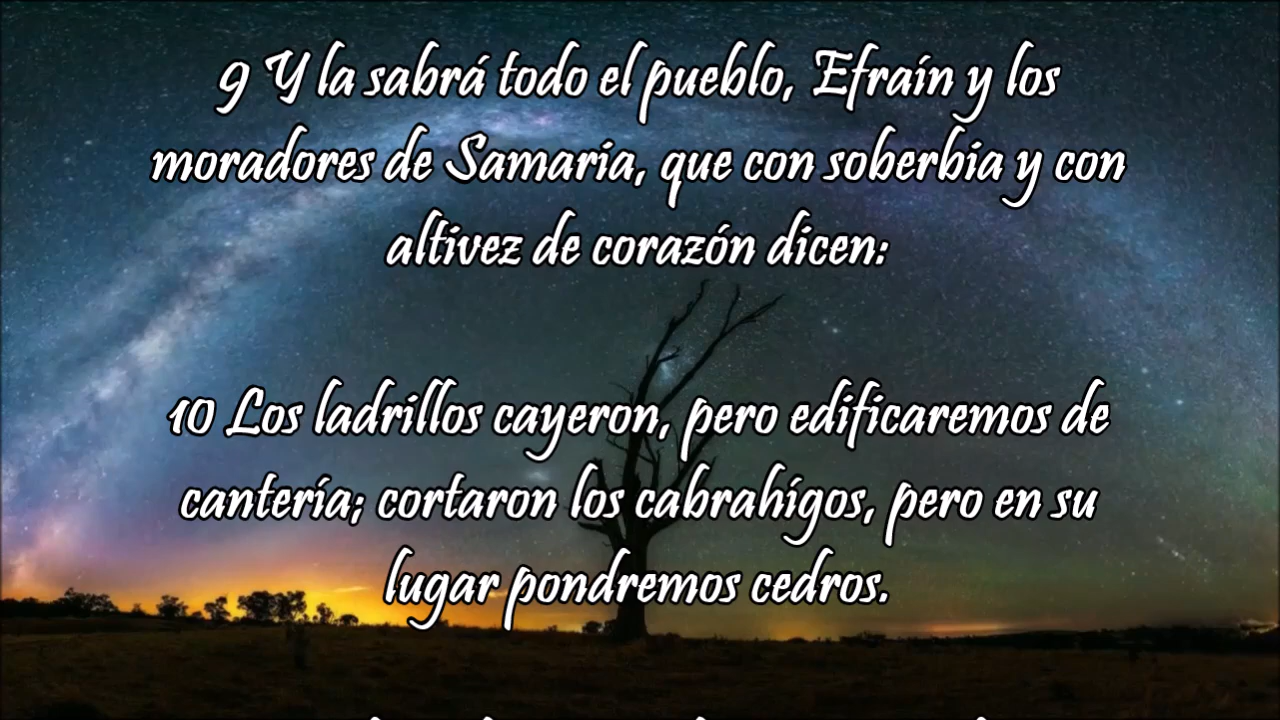 9 Y la sabrá todo el pueblo, Efraín y los
moradores de Samaria, que con soberbia y con
altivez de corazón dicen:
10 Los ladrillos cayeron, pero edificaremos de
cantería; cortaron los cabrahígos, pero en su
lugar pondremos cedros.